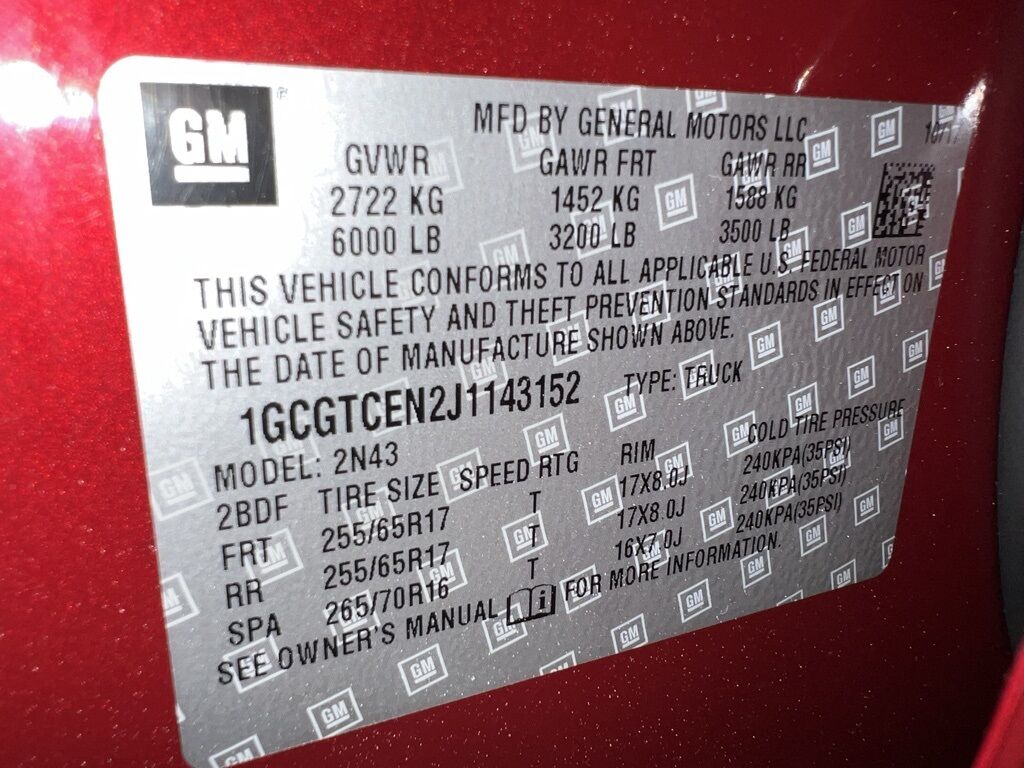 GM
MFD BY GENERAL MOTORS LLC
10/17
GVWR GAWR FRT GAWR RR
2722 KG 1452 KG 1588 KG
6000 LB 3200 LB 3500 LB
THIS VEHICLE CONFORMS TO ALL APPLICABLE U.S. FEDERAL MOTOR
VEHICLE SAFETY AND THEFT PREVENTION STANDARDS IN EFFECT ON
THE DATE OF MANUFACTURE SHOWN ABOVE.
1GCGTCEN2J1143152 TYPE: TRUCK
MODEL: 2N43
2BDF TIRE SIZE SPEED RTG RIM COLD TIRE PRESSURE
FRT 255/65R17 T 17X8.0J 240KPA(35PSI)
RR 255/65R17 T 17X8.0J 240KPA(35PSI)
SPA 265/70R16 T 16X7.0J 240KPA(35PSI)
SEE OWNER'S MANUAL i FOR MORE INFORMATION.